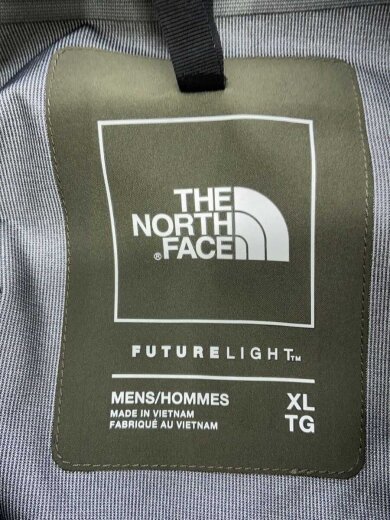 THE
NORTH
®FACE
FUTURELIGHT™
MENS/HOMMES XL
MADE IN VIETNAM TG
FABRIQUÉ AU VIETNAM